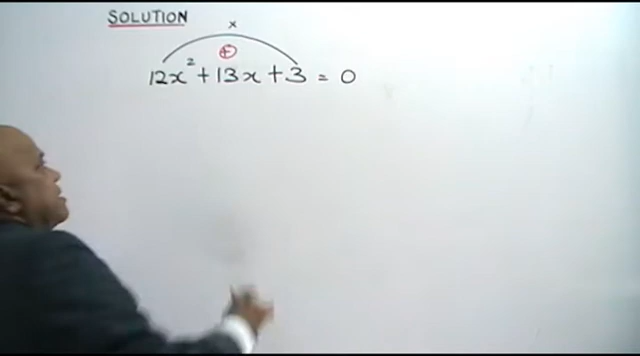 SOLUTION
×
+
12x² + 13x + 3 = 0